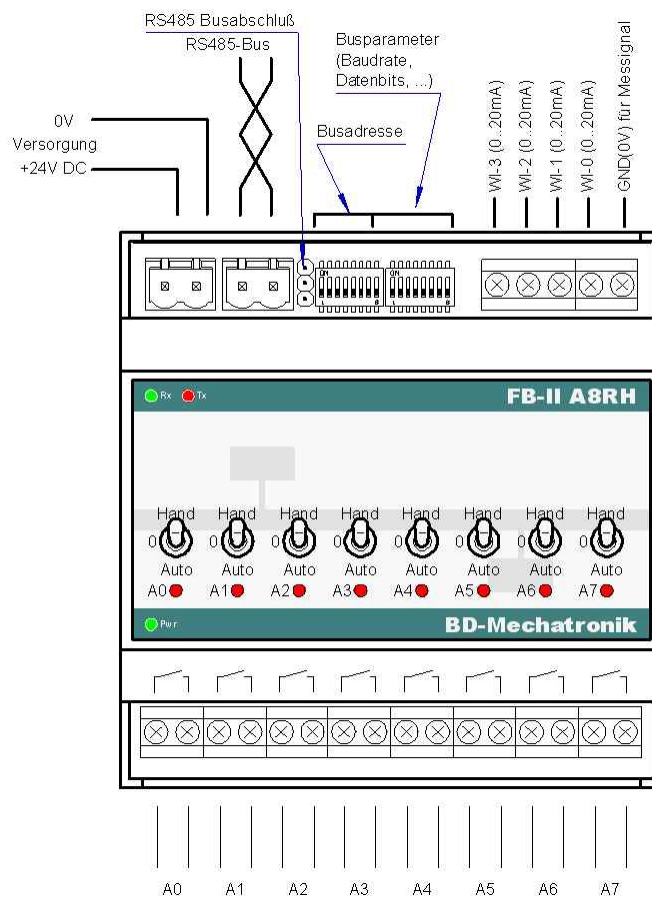 RS485 Busabschluß
RS485-Bus
Busparameter
(Baudrate,
Datenbits, ...)
Busadresse
0V
Versorgung
+24V DC
WI-3 (0..20mA)
WI-2 (0..20mA)
WI-1 (0..20mA)
WI-0 (0..20mA)
GND(0V) für Messignal
ON
1 8
ON
1 8
Rx Tx
FB-II A8RH
Hand Hand Hand Hand Hand Hand Hand Hand
0 0 0 0 0 0 0 0
Auto Auto Auto Auto Auto Auto Auto Auto
A0 A1 A2 A3 A4 A5 A6 A7
Pwr
BD-Mechatronik
A0 A1 A2 A3 A4 A5 A6 A7